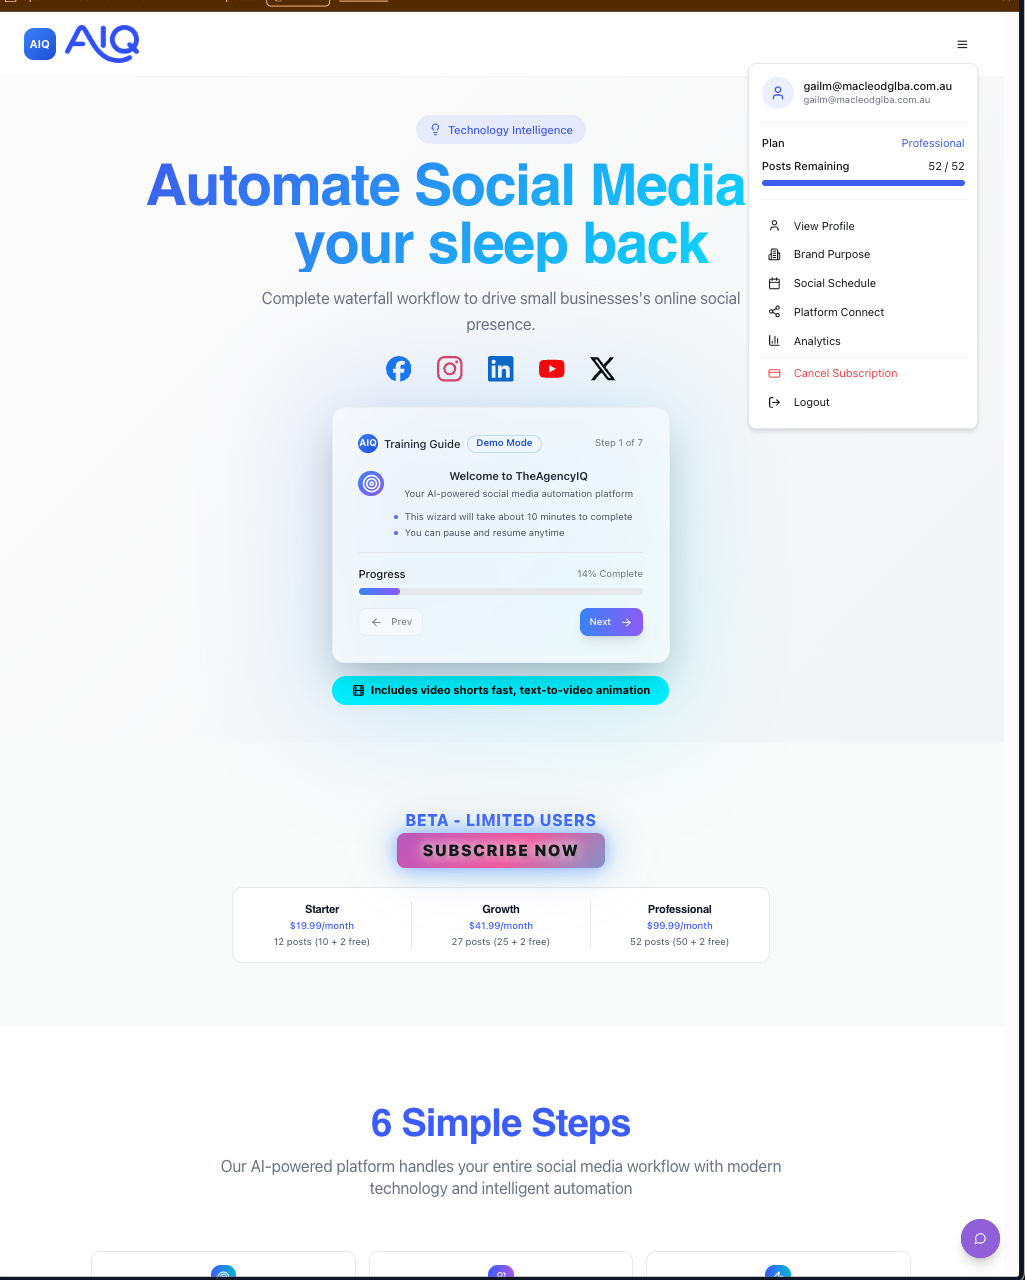 AIQ
AIQ
gailm@macleodglba.com.au
gailm@macleodglba.com.au
Plan
Professional
Posts Remaining
52 / 52
View Profile
Brand Purpose
Social Schedule
Platform Connect
Analytics
Cancel Subscription
Logout
Technology Intelligence
Automate Social Media
your sleep back
Complete waterfall workflow to drive small businesses's online social
presence.
AIQ Training Guide Demo Mode Step 1 of 7
Welcome to TheAgencyIQ
Your AI-powered social media automation platform
This wizard will take about 10 minutes to complete
You can pause and resume anytime
Progress 14% Complete
Prev Next
Includes video shorts fast, text-to-video animation
BETA - LIMITED USERS
SUBSCRIBE NOW
Starter
$19.99/month
12 posts (10 + 2 free)
Growth
$41.99/month
27 posts (25 + 2 free)
Professional
$99.99/month
52 posts (50 + 2 free)
6 Simple Steps
Our AI-powered platform handles your entire social media workflow with modern
technology and intelligent automation